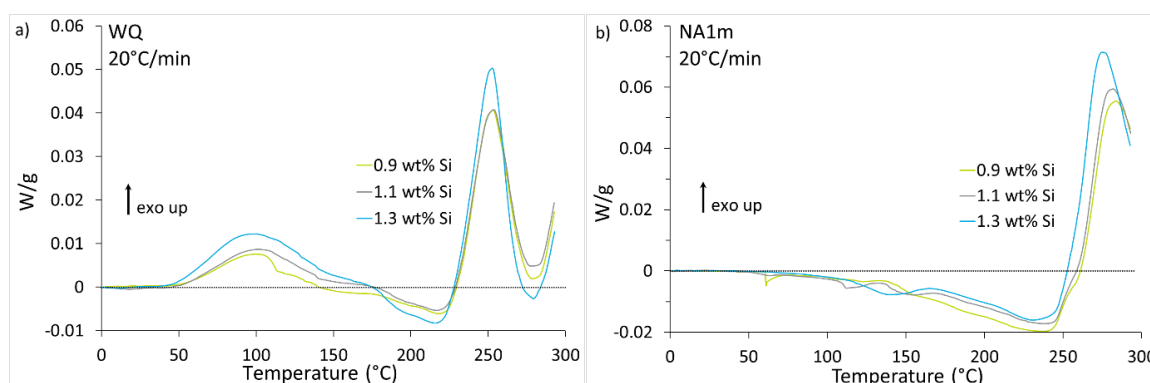 a)
WQ
20°C/min
0.06
0.05
0.04
0.03
0.02
0.01
0.00
-0.01
W/g
exo up
0.9 wt% Si
1.1 wt% Si
1.3 wt% Si
0 50 100 150 200 250 300
Temperature (°C)
b)
NA1m
20°C/min
0.08
0.06
0.04
0.02
0.00
-0.02
W/g
exo up
0.9 wt% Si
1.1 wt% Si
1.3 wt% Si
0 50 100 150 200 250 300
Temperature (°C)